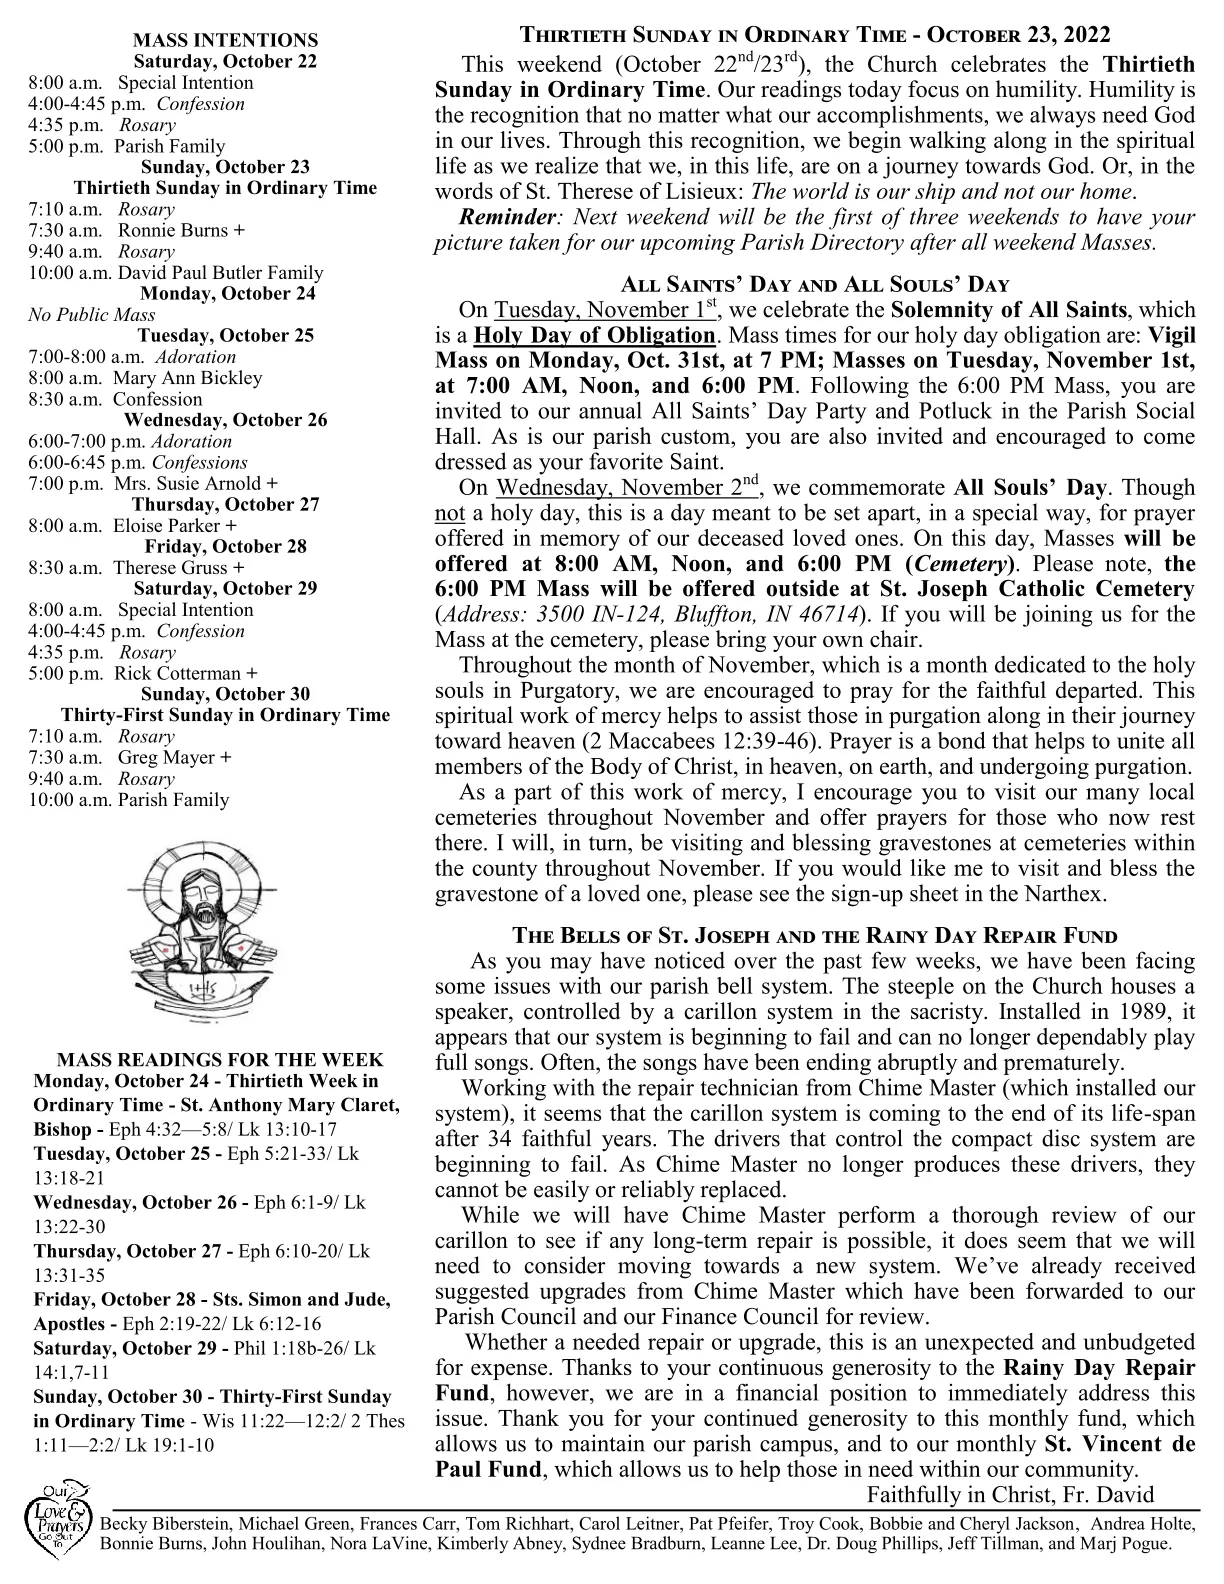 MASS INTENTIONS
Saturday, October 22
8:00 a.m.   Special Intention
4:00-4:45 p.m.  Confession
4:35 p.m.   Rosary
5:00 p.m.  Parish Family
Sunday, October 23
Thirtieth Sunday in Ordinary Time
7:10 a.m.   Rosary
7:30 a.m.   Ronnie Burns +
9:40 a.m.   Rosary
10:00 a.m. David Paul Butler Family
Monday, October 24
No Public Mass
Tuesday, October 25
7:00-8:00 a.m.  Adoration
8:00 a.m.  Mary Ann Bickley
8:30 a.m.  Confession
Wednesday, October 26
6:00-7:00 p.m. Adoration
6:00-6:45 p.m. Confessions
7:00 p.m.  Mrs. Susie Arnold +
Thursday, October 27
8:00 a.m.  Eloise Parker +
Friday, October 28
8:30 a.m.  Therese Gruss +
Saturday, October 29
8:00 a.m.   Special Intention
4:00-4:45 p.m.  Confession
4:35 p.m.   Rosary
5:00 p.m.  Rick Cotterman +
Sunday, October 30
Thirty-First Sunday in Ordinary Time
7:10 a.m.   Rosary
7:30 a.m.   Greg Mayer +
9:40 a.m.   Rosary
10:00 a.m. Parish Family
MASS READINGS FOR THE WEEK
Monday, October 24 - Thirtieth Week in
Ordinary Time - St. Anthony Mary Claret,
Bishop - Eph 4:32—5:8/ Lk 13:10-17
Tuesday, October 25 - Eph 5:21-33/ Lk
13:18-21
Wednesday, October 26 - Eph 6:1-9/ Lk
13:22-30
Thursday, October 27 - Eph 6:10-20/ Lk
13:31-35
Friday, October 28 - Sts. Simon and Jude,
Apostles - Eph 2:19-22/ Lk 6:12-16
Saturday, October 29 - Phil 1:18b-26/ Lk
14:1,7-11
Sunday, October 30 - Thirty-First Sunday
in Ordinary Time - Wis 11:22—12:2/ 2 Thes
1:11—2:2/ Lk 19:1-10
THIRTIETH SUNDAY IN ORDINARY TIME - OCTOBER 23, 2022
This weekend (October 22nd/23rd), the Church celebrates the Thirtieth
Sunday in Ordinary Time. Our readings today focus on humility. Humility is
the recognition that no matter what our accomplishments, we always need God
in our lives. Through this recognition, we begin walking along in the spiritual
life as we realize that we, in this life, are on a journey towards God. Or, in the
words of St. Therese of Lisieux: The world is our ship and not our home.
Reminder: Next weekend will be the first of three weekends to have your
picture taken for our upcoming Parish Directory after all weekend Masses.
ALL SAINTS’ DAY AND ALL SOULS’ DAY
On Tuesday, November 1st, we celebrate the Solemnity of All Saints, which
is a Holy Day of Obligation. Mass times for our holy day obligation are: Vigil
Mass on Monday, Oct. 31st, at 7 PM; Masses on Tuesday, November 1st,
at 7:00 AM, Noon, and 6:00 PM. Following the 6:00 PM Mass, you are
invited to our annual All Saints’ Day Party and Potluck in the Parish Social
Hall. As is our parish custom, you are also invited and encouraged to come
dressed as your favorite Saint.
On Wednesday, November 2nd, we commemorate All Souls’ Day. Though
not a holy day, this is a day meant to be set apart, in a special way, for prayer
offered in memory of our deceased loved ones. On this day, Masses will be
offered at 8:00 AM, Noon, and 6:00 PM (Cemetery). Please note, the
6:00 PM Mass will be offered outside at St. Joseph Catholic Cemetery
(Address: 3500 IN-124, Bluffton, IN 46714). If you will be joining us for the
Mass at the cemetery, please bring your own chair.
Throughout the month of November, which is a month dedicated to the holy
souls in Purgatory, we are encouraged to pray for the faithful departed. This
spiritual work of mercy helps to assist those in purgation along in their journey
toward heaven (2 Maccabees 12:39-46). Prayer is a bond that helps to unite all
members of the Body of Christ, in heaven, on earth, and undergoing purgation.
As a part of this work of mercy, I encourage you to visit our many local
cemeteries throughout November and offer prayers for those who now rest
there. I will, in turn, be visiting and blessing gravestones at cemeteries within
the county throughout November. If you would like me to visit and bless the
gravestone of a loved one, please see the sign-up sheet in the Narthex.
THE BELLS OF ST. JOSEPH AND THE RAINY DAY REPAIR FUND
As you may have noticed over the past few weeks, we have been facing
some issues with our parish bell system. The steeple on the Church houses a
speaker, controlled by a carillon system in the sacristy. Installed in 1989, it
appears that our system is beginning to fail and can no longer dependably play
full songs. Often, the songs have been ending abruptly and prematurely.
Working with the repair technician from Chime Master (which installed our
system), it seems that the carillon system is coming to the end of its life-span
after 34 faithful years. The drivers that control the compact disc system are
beginning to fail. As Chime Master no longer produces these drivers, they
cannot be easily or reliably replaced.
While we will have Chime Master perform a thorough review of our
carillon to see if any long-term repair is possible, it does seem that we will
need to consider moving towards a new system. We’ve already received
suggested upgrades from Chime Master which have been forwarded to our
Parish Council and our Finance Council for review.
Whether a needed repair or upgrade, this is an unexpected and unbudgeted
for expense. Thanks to your continuous generosity to the Rainy Day Repair
Fund, however, we are in a financial position to immediately address this
issue. Thank you for your continued generosity to this monthly fund, which
allows us to maintain our parish campus, and to our monthly St. Vincent de
Paul Fund, which allows us to help those in need within our community.
Faithfully in Christ, Fr. David
Our
Love &
Prayers
Go Out
To
Becky Biberstein, Michael Green, Frances Carr, Tom Richhart, Carol Leitner, Pat Pfeifer, Troy Cook, Bobbie and Cheryl Jackson,  Andrea Holte,
Bonnie Burns, John Houlihan, Nora LaVine, Kimberly Abney, Sydnee Bradburn, Leanne Lee, Dr. Doug Phillips, Jeff Tillman, and Marj Pogue.